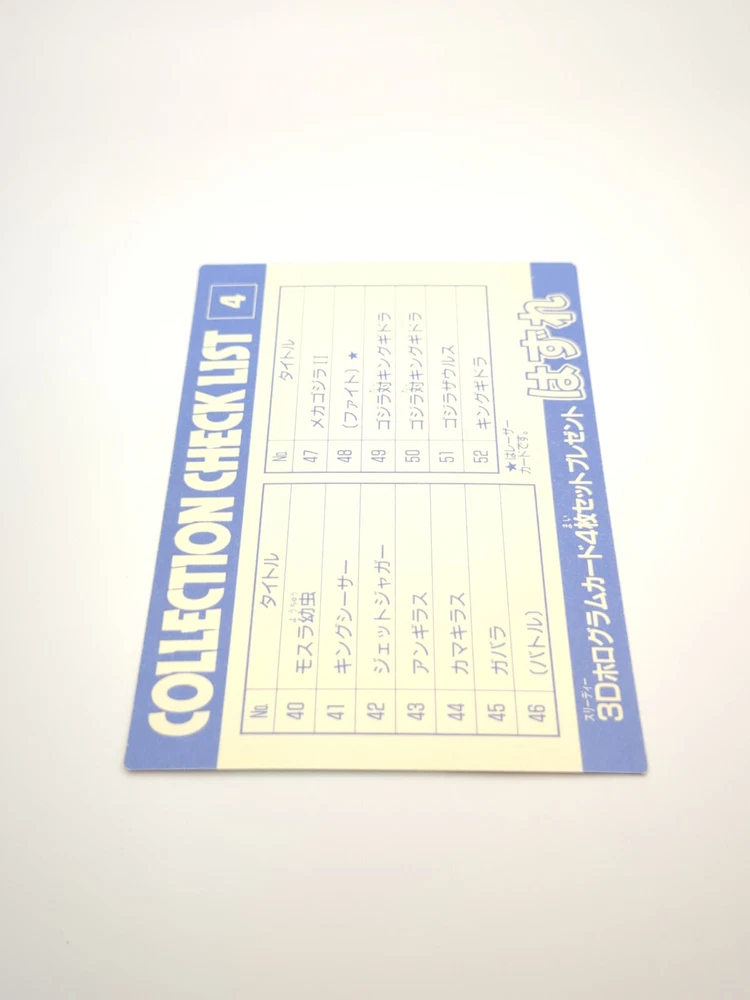 COLLECTION CHECK LIST 4
No. タイトル
40 モスラ幼虫
41 キングシーサー
42 ジェットジャガー
43 アンギラス
44 カマキラス
45 ガバラ
46 (バトル)
No. タイトル
47 メカゴジラII
48 (ファイト)★
49 ゴジラ対キングギドラ
50 ゴジラ対キングギドラ
51 ゴジラザウルス
52 キングギドラ
★はレーザー
カードです。
スリーディー まい
3Dホログラムカード4枚セットプレゼント はずれ